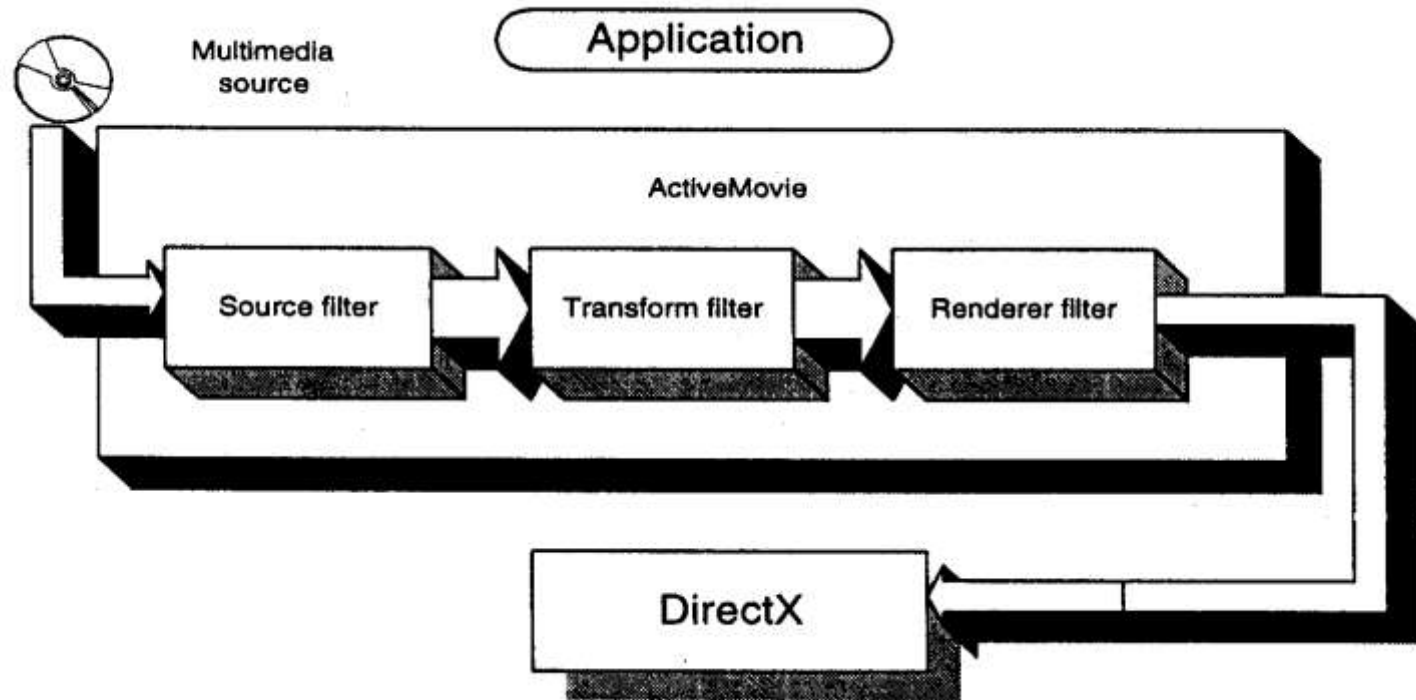 Application
Multimedia
source
ActiveMovie
Source filter
Transform filter
Renderer filter
DirectX